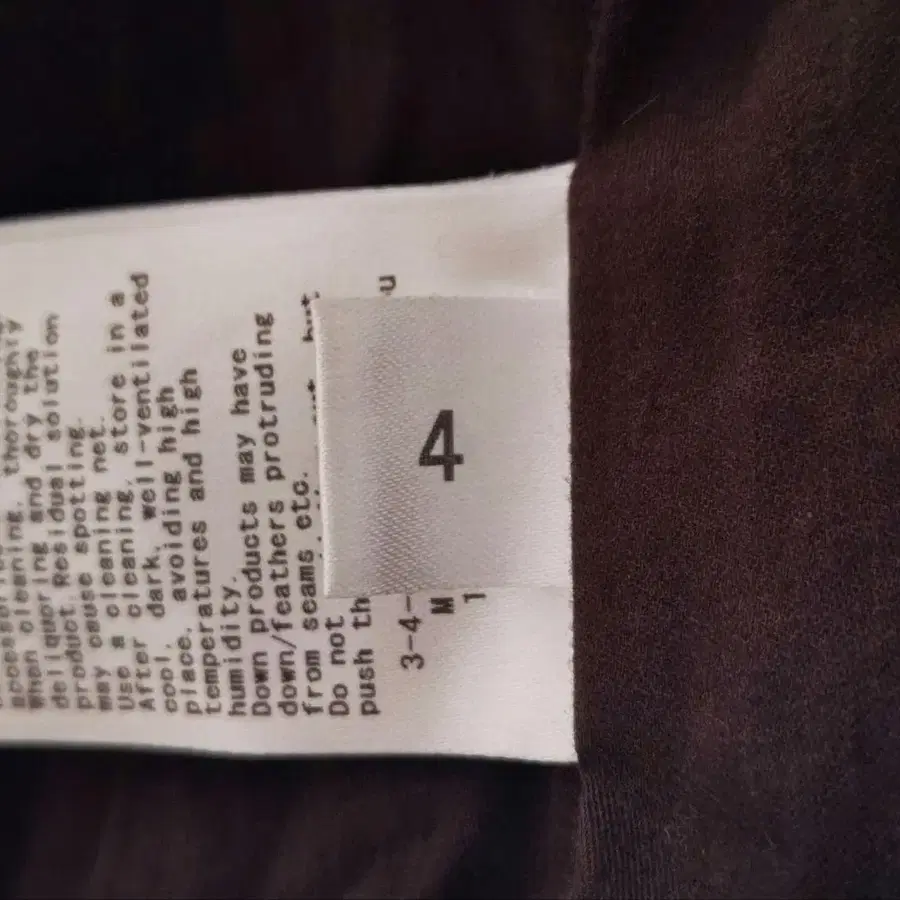 When cleaning, thoroughly
deliquoring and dry the
product. Residual solution
may cause spotting.
Use a cleaning net.
After cleaning, store in a
cool, dark, well-ventilated
place, avoiding high
temperatures and high
humidity.
Down products may have
down/feathers protruding
from seams etc.
Do not
push th
3-4-
M
1
4